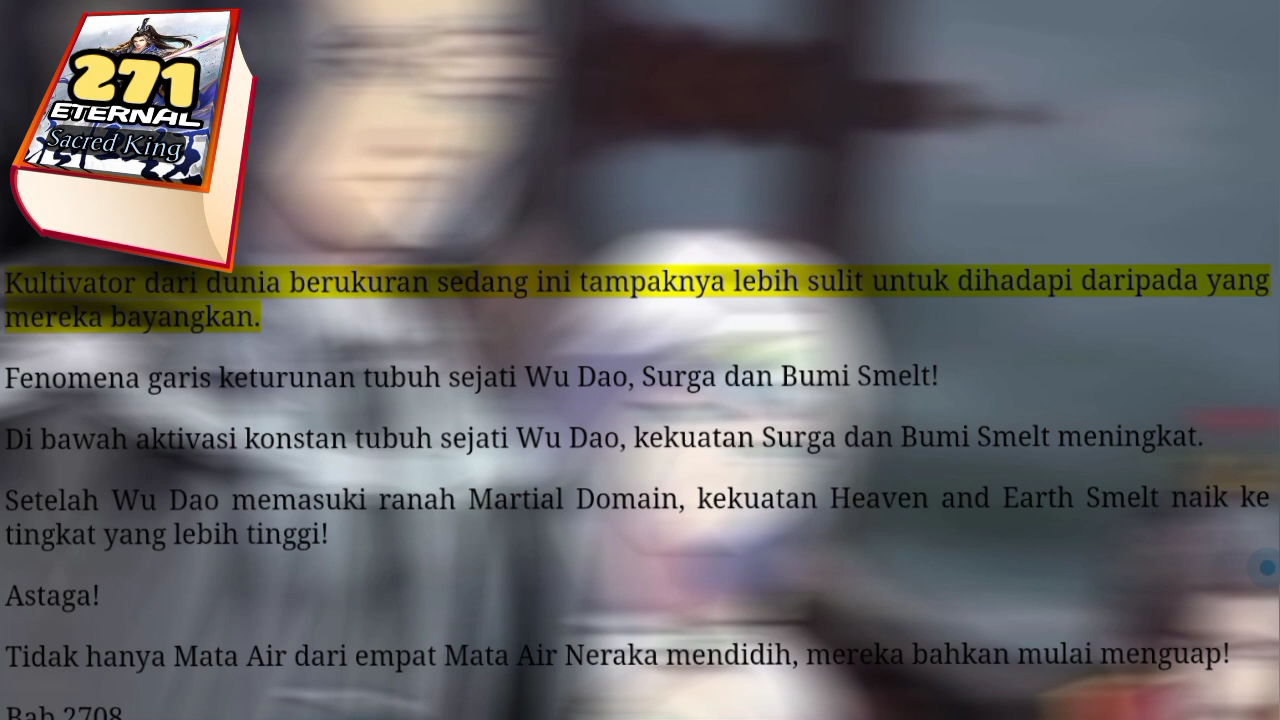 271
ETERNAL
Sacred King
Kultivator dari dunia berukuran sedang ini tampaknya lebih sulit untuk dihadapi daripada yang
mereka bayangkan.
Fenomena garis keturunan tubuh sejati Wu Dao, Surga dan Bumi Smelt!
Di bawah aktivasi konstan tubuh sejati Wu Dao, kekuatan Surga dan Bumi Smelt meningkat.
Setelah Wu Dao memasuki ranah Martial Domain, kekuatan Heaven and Earth Smelt naik ke
tingkat yang lebih tinggi!
Astaga!
Tidak hanya Mata Air dari empat Mata Air Neraka mendidih, mereka bahkan mulai menguap!
Bab 2708